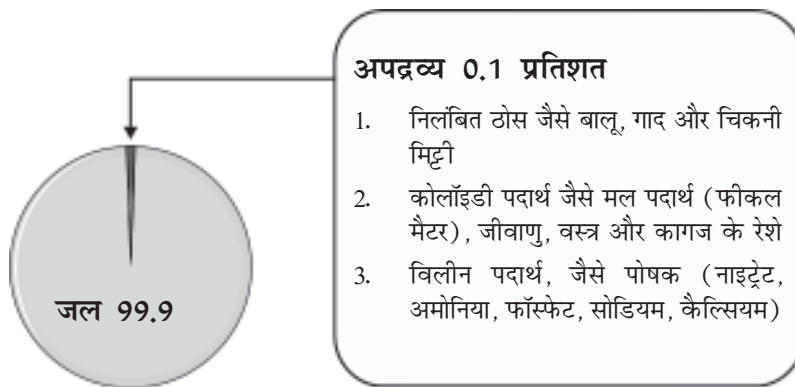 अपद्रव्य 0.1 प्रतिशत
1. निलंबित ठोस जैसे बालू, गाद और चिकनी
मिट्टी
2. कोलॉइडी पदार्थ जैसे मल पदार्थ (फीकल
मैटर), जीवाणु, वस्त्र और कागज के रेशे
3. विलीन पदार्थ, जैसे पोषक (नाइट्रेट,
अमोनिया, फॉस्फेट, सोडियम, कैल्सियम)
जल 99.9